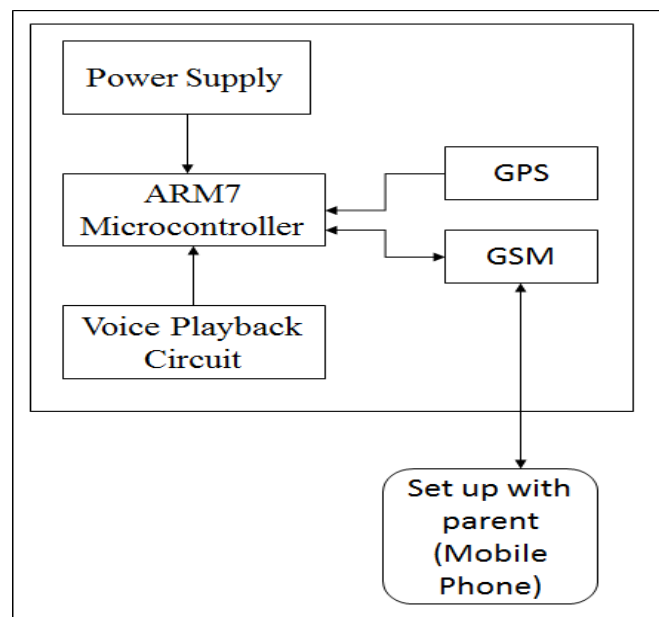 Power Supply
ARM7
Microcontroller
GPS
GSM
Voice Playback
Circuit
Set up with
parent
(Mobile
Phone)